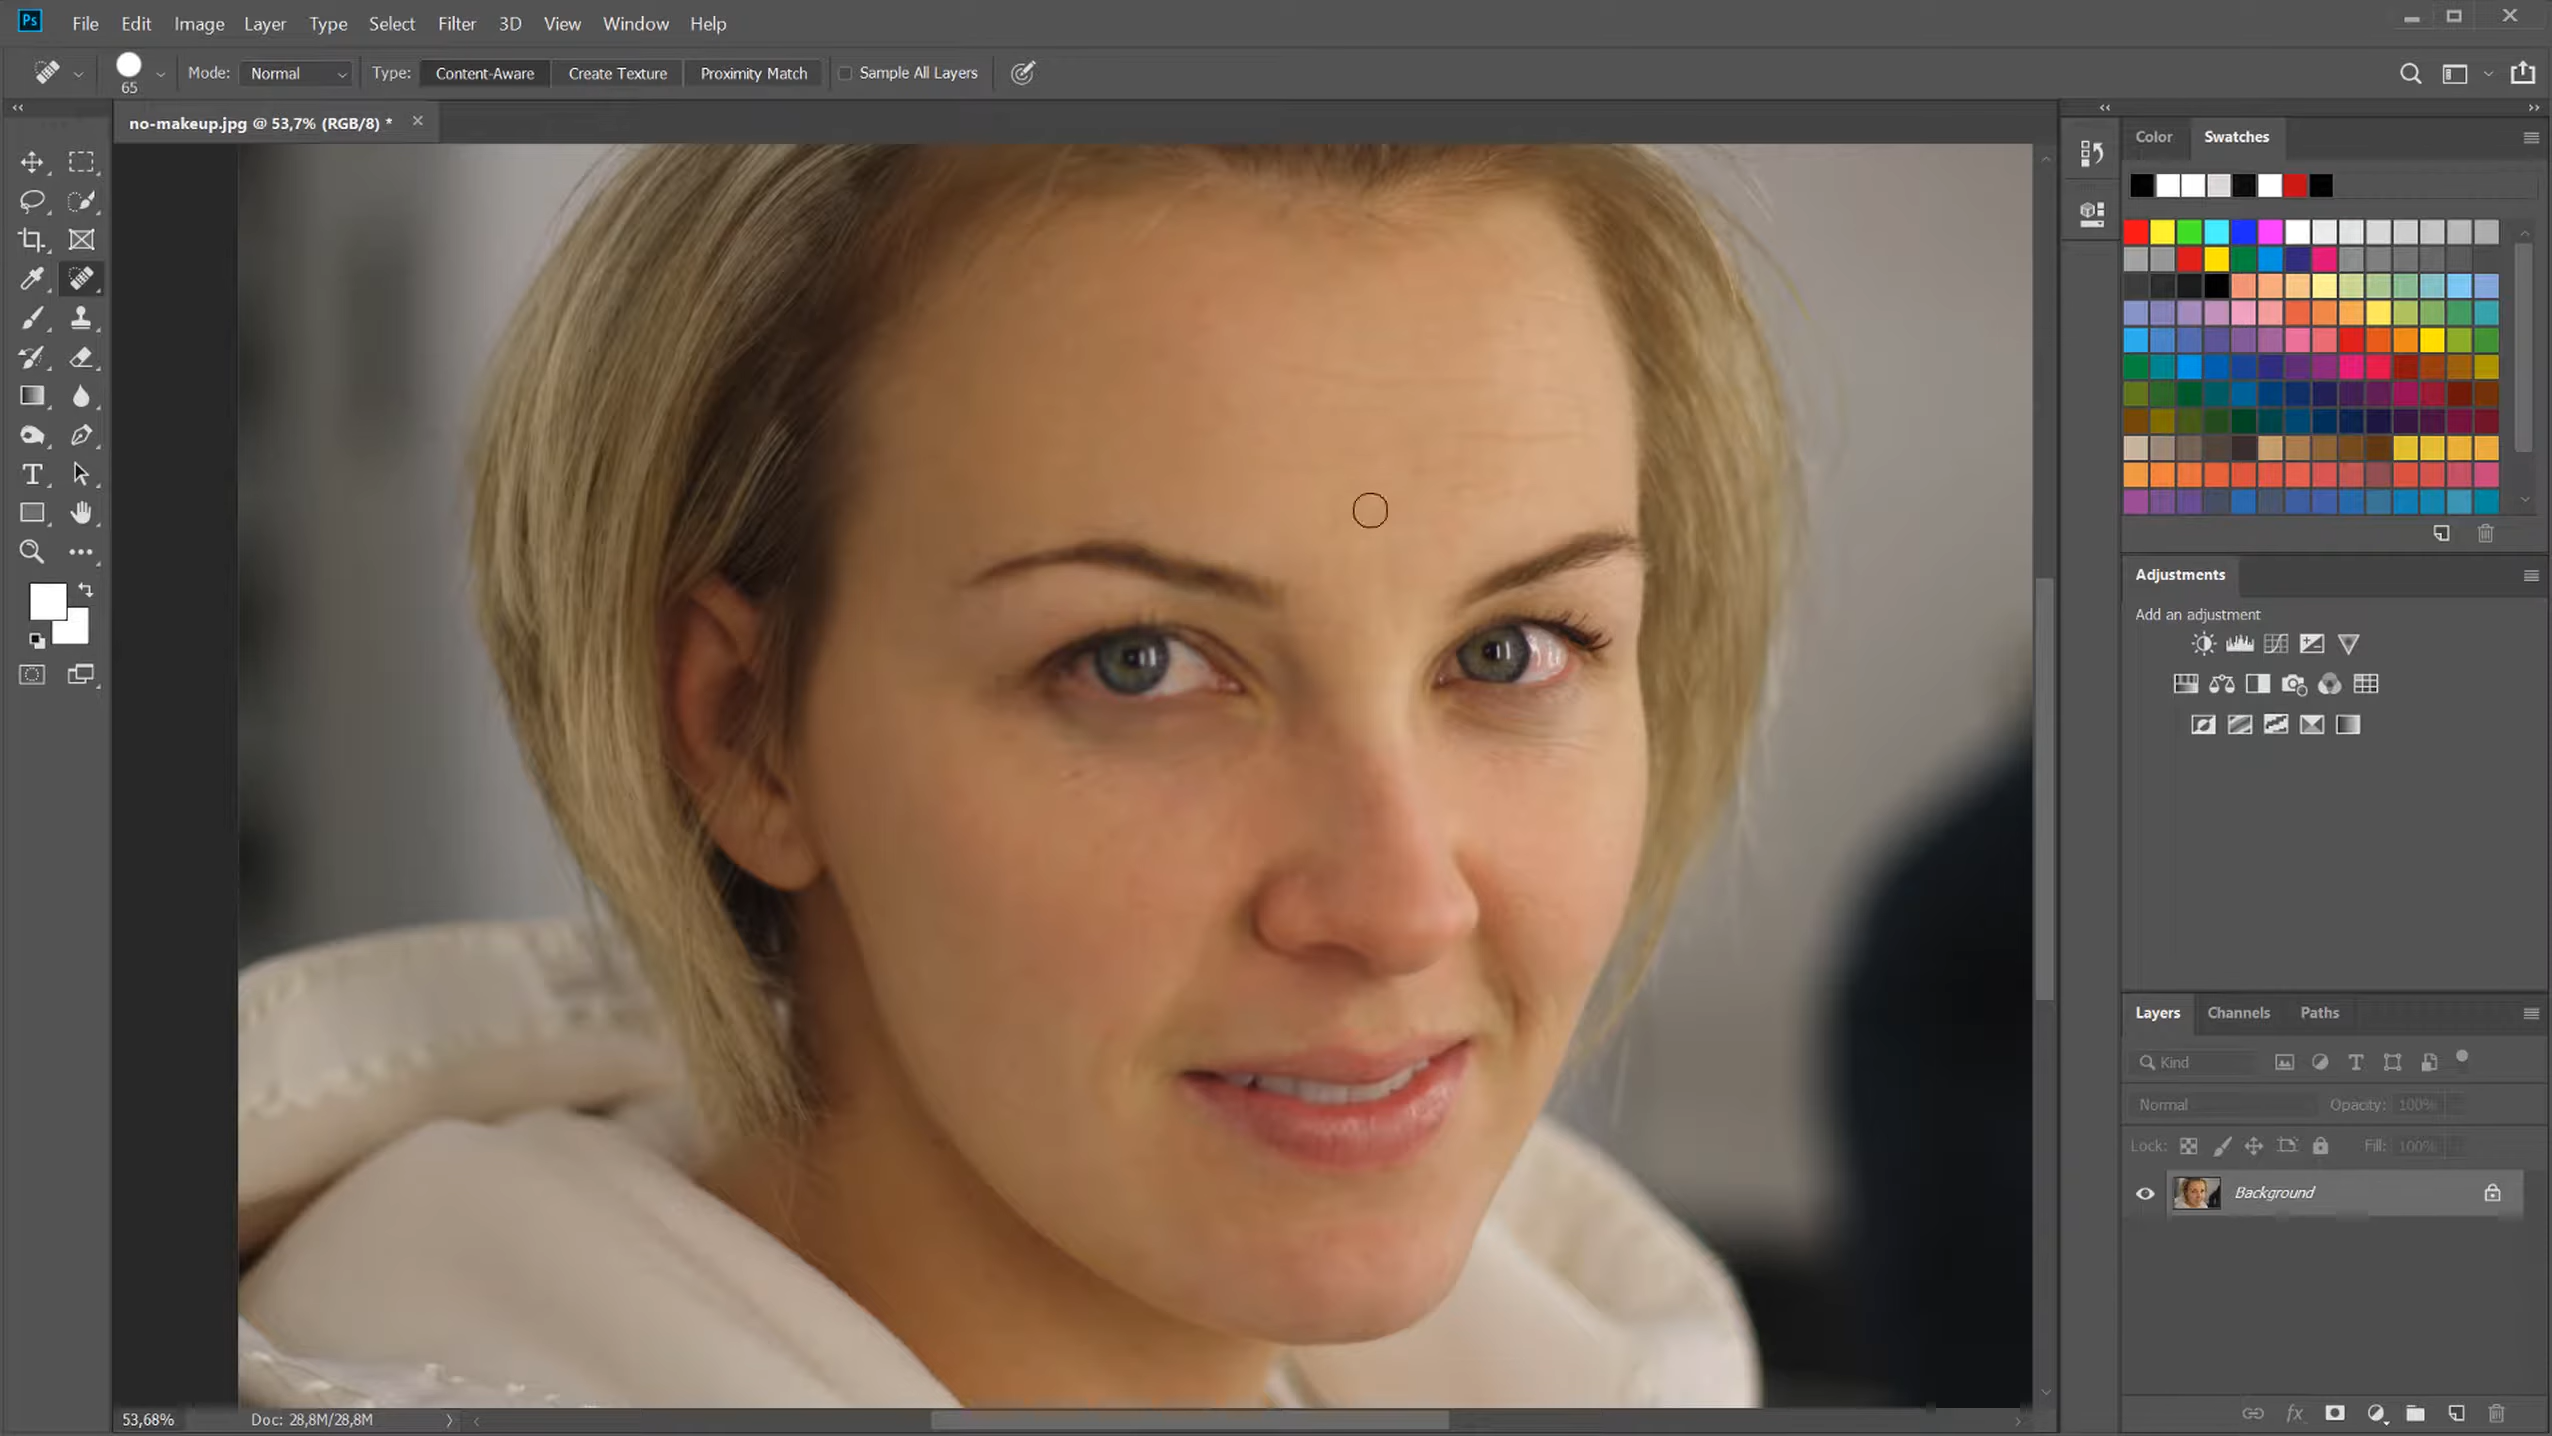 Ps File Edit Image Layer Type Select Filter 3D View Window Help
65 Mode: Normal Type: Content-Aware Create Texture Proximity Match Sample All Layers
no-makeup.jpg @ 53,7% (RGB/8) *
Color Swatches
T
Adjustments
Add an adjustment
Layers Channels Paths
Kind T
Normal Opacity: 100%
Lock: Fill: 100%
Background
fx
53,68% Doc: 28,8M/28,8M